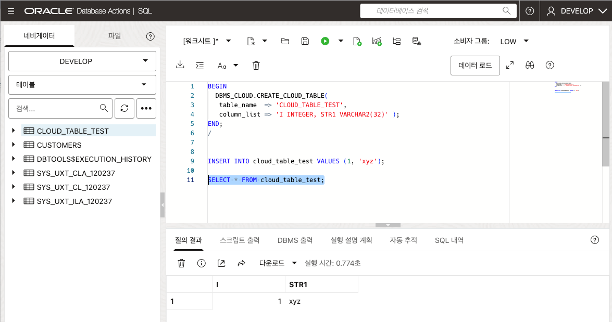 ORACLE Database Actions | SQL
데이터베이스 검색
DEVELOP
네비게이터
파일
[워크시트 ]*
소비자 그룹:
LOW
DEVELOP
Aa
테이블
데이터 로드
검색...
CLOUD_TABLE_TEST
CUSTOMERS
DBTOOLS$EXECUTION_HISTORY
SYS_UXT_CLA_120237
SYS_UXT_CL_120237
SYS_UXT_ILA_120237
1 BEGIN
2 DBMS_CLOUD.CREATE_CLOUD_TABLE(
3 table_name => 'CLOUD_TABLE_TEST',
4 column_list => 'I INTEGER, STR1 VARCHAR2(32)' );
5 END;
6 /
7
8
9 INSERT INTO cloud_table_test VALUES (1, 'xyz');
10
11 SELECT * FROM cloud_table_test;
질의 결과
스크립트 출력
DBMS 출력
실행 설명 계획
자동 추적
SQL 내역
다운로드
실행 시간: 0.774초
I STR1
1 1 xyz